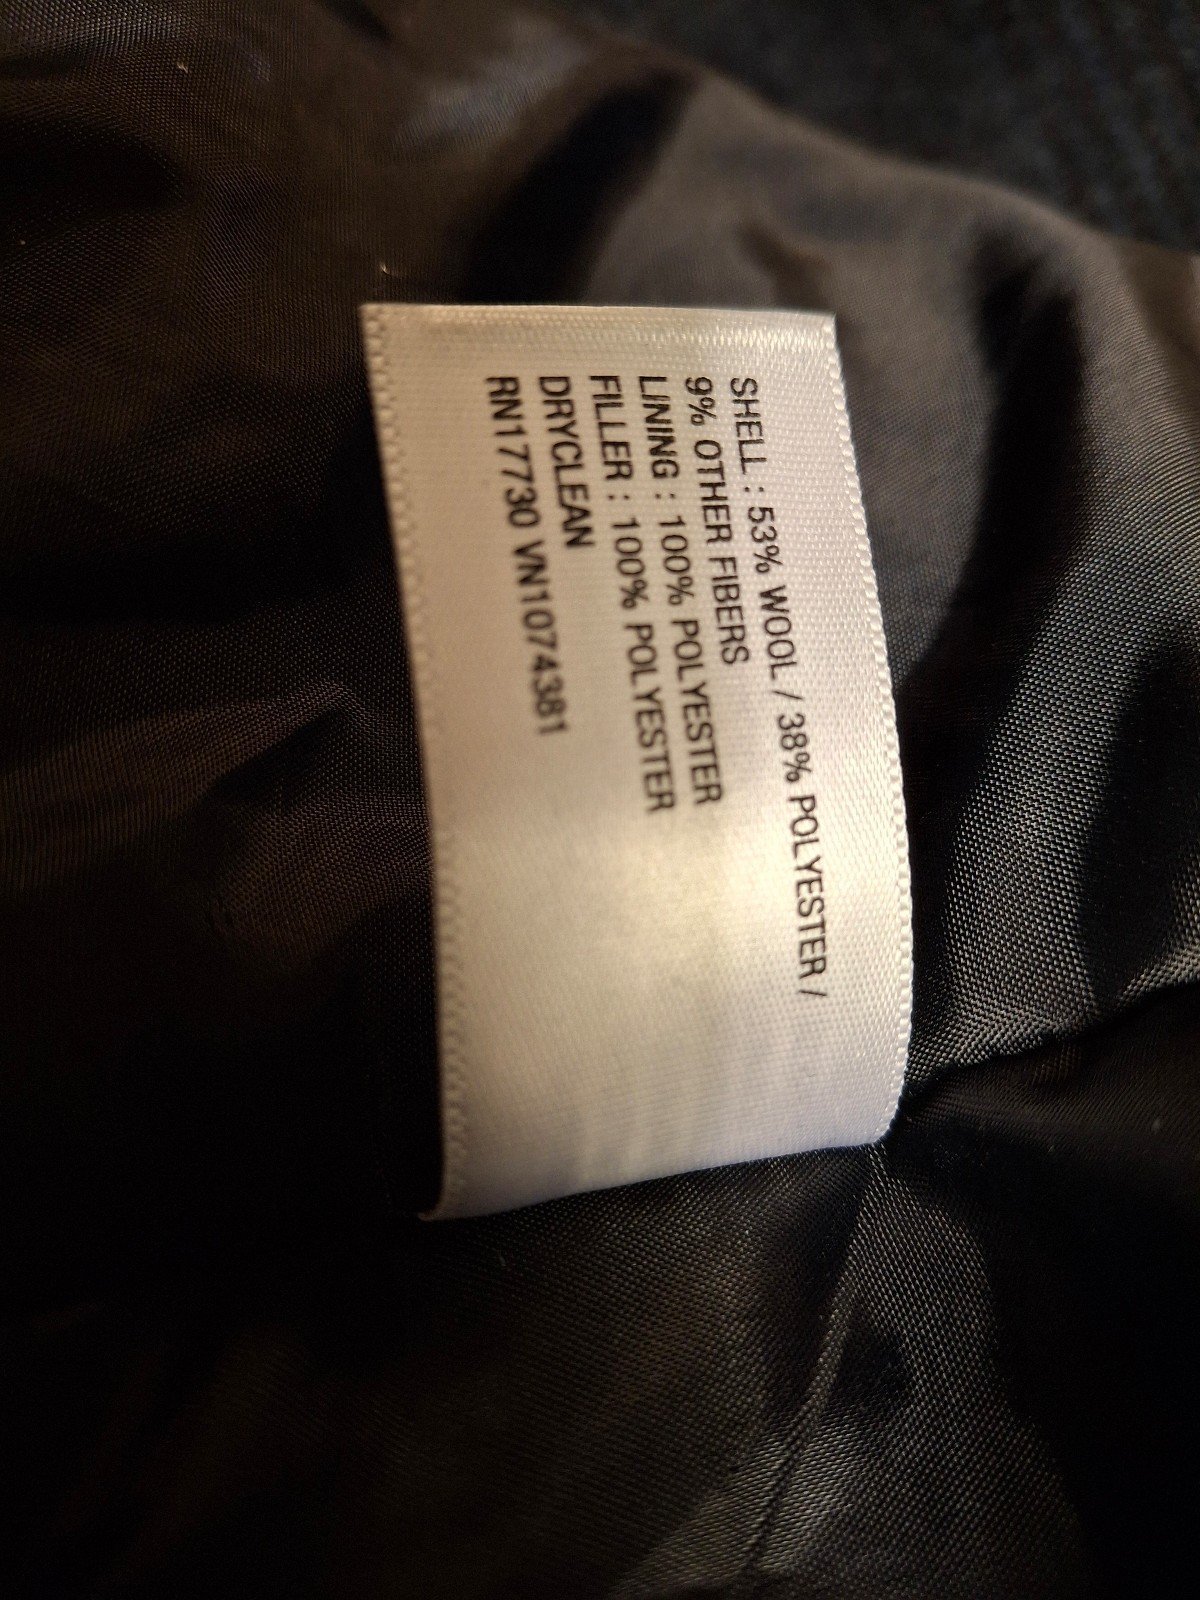 SHELL : 53% WOOL / 38% POLYESTER /
9% OTHER FIBERS
LINING : 100% POLYESTER
FILLER : 100% POLYESTER
DRYCLEAN
RN17730 VN1074381